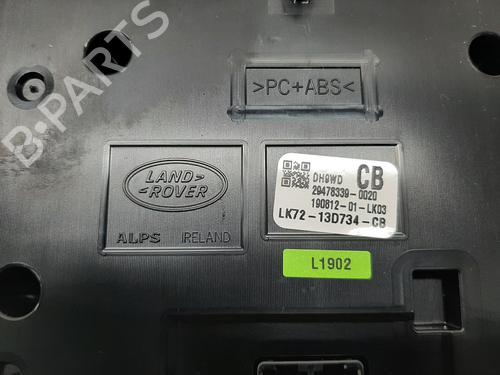 B-PARTS
>PC+ABS<
LAND
ROVER
ALPS IRELAND
DH9WD
CB
29478339-0020
190812-01-LK03
LK72-13D734-CB
L1902